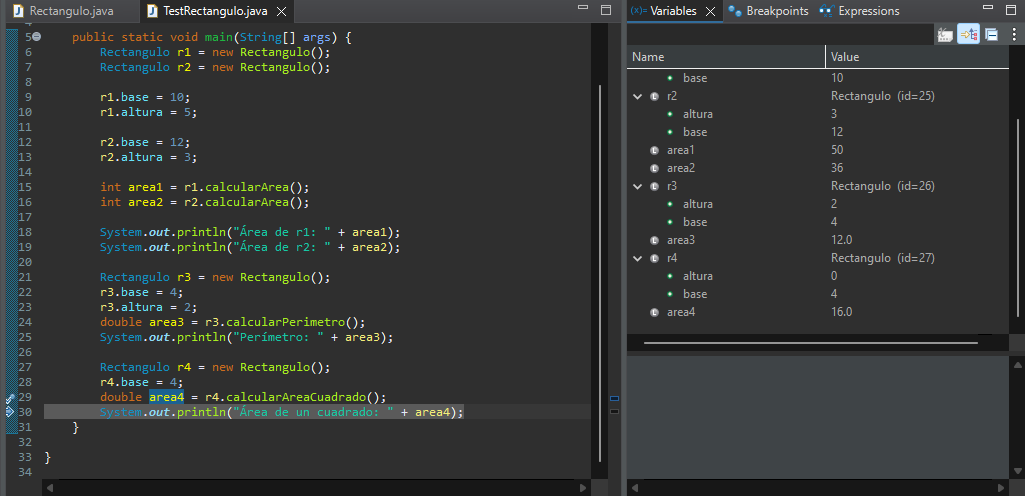 Rectangulo.java
TestRectangulo.java
5 public static void main(String[] args) {
6 Rectangulo r1 = new Rectangulo();
7 Rectangulo r2 = new Rectangulo();
8
9 r1.base = 10;
10 r1.altura = 5;
11
12 r2.base = 12;
13 r2.altura = 3;
14
15 int area1 = r1.calcularArea();
16 int area2 = r2.calcularArea();
17
18 System.out.println("Área de r1: " + area1);
19 System.out.println("Área de r2: " + area2);
20
21 Rectangulo r3 = new Rectangulo();
22 r3.base = 4;
23 r3.altura = 2;
24 double area3 = r3.calcularPerimetro();
25 System.out.println("Perímetro: " + area3);
26
27 Rectangulo r4 = new Rectangulo();
28 r4.base = 4;
29 double area4 = r4.calcularAreaCuadrado();
30 System.out.println("Área de un cuadrado: " + area4);
31 }
32
33 }
34
(x)= Variables
Breakpoints
Expressions
Name Value
base 10
r2 Rectangulo (id=25)
altura 3
base 12
area1 50
area2 36
r3 Rectangulo (id=26)
altura 2
base 4
area3 12.0
r4 Rectangulo (id=27)
altura 0
base 4
area4 16.0